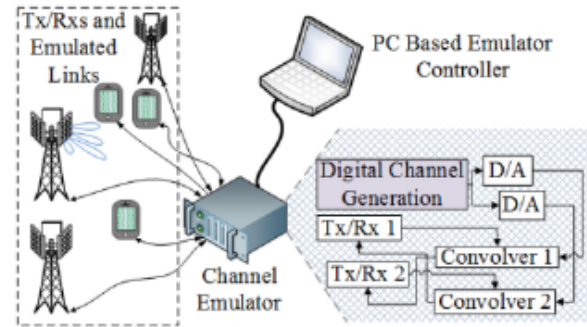 Tx/Rxs and
Emulated
Links
PC Based Emulator
Controller
Channel
Emulator
Digital Channel
Generation
D/A
D/A
Tx/Rx 1
Convolver 1
Tx/Rx 2
Convolver 2